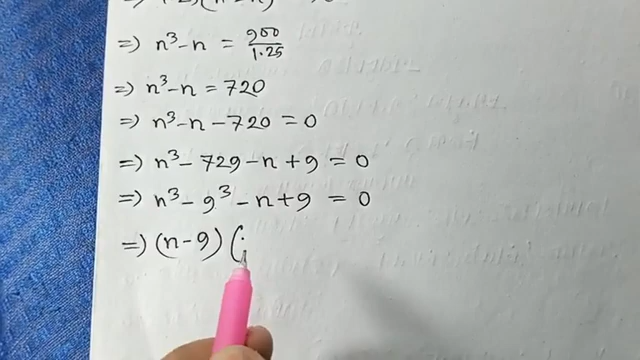 ⇒ n³-n = 900/1.25
⇒ n³-n = 720
⇒ n³-n-720 = 0
⇒ n³-729-n+9 = 0
⇒ n³-9³-n+9 = 0
⇒ (n-9)(